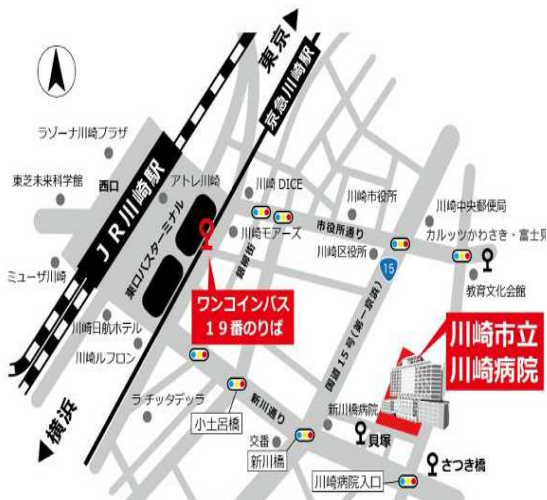 東京
京急川崎駅
ラゾーナ川崎プラザ
東芝未来科学館
西口
アトレ川崎
JR川崎駅
東口バスターミナル
川崎 DICE
川崎市役所
川崎中央郵便局
市役所通り
カルッツかわさき・富士見
川崎モアーズ
銀柳街
川崎区役所
15
教育文化会館
ミューザ川崎
ワンコインバス
19番のりば
国道15号(第一京浜)
川崎市立
川崎病院
川崎日航ホテル
川崎ルフロン
横浜
ラ チッタデッラ
新川通り
小土呂橋
新川橋病院
交番
新川橋
貝塚
さつき橋
川崎病院入口